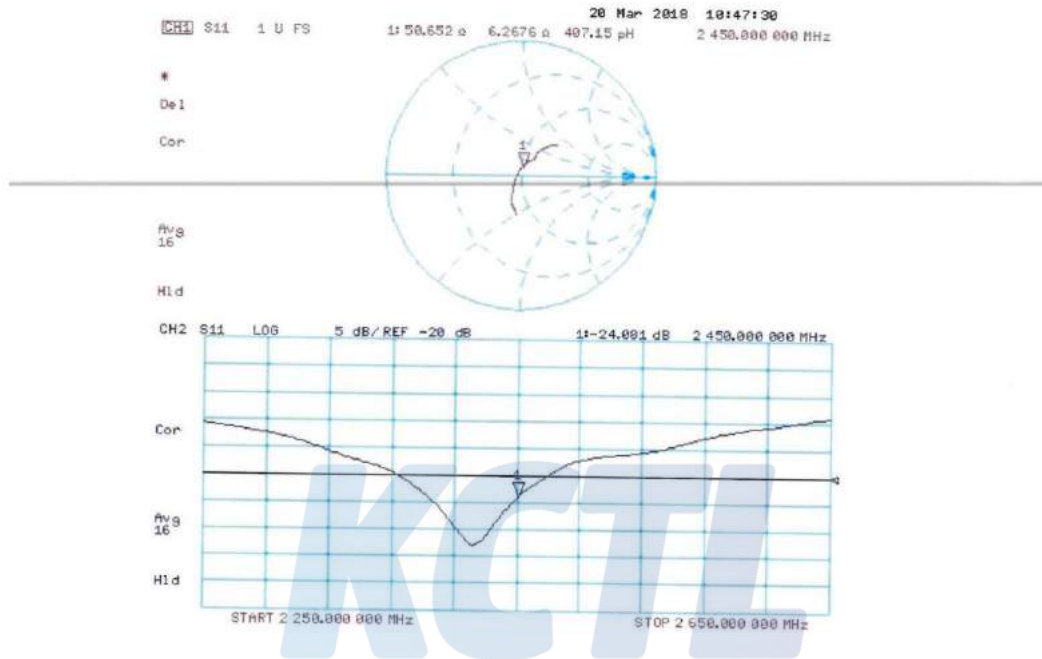 20 Mar 2018 10:47:30
CH1 S11 1 U FS 1: 50.652 Ω 6.2676 Ω 407.15 pH 2 450.000 000 MHz
*
Del
Cor
1
Avg
16
Hld
CH2 S11 LOG 5 dB/REF -20 dB 1:-24.081 dB 2 450.000 000 MHz
Cor
1
Avg
16
Hld
START 2 250.000 000 MHz STOP 2 650.000 000 MHz
KCTL